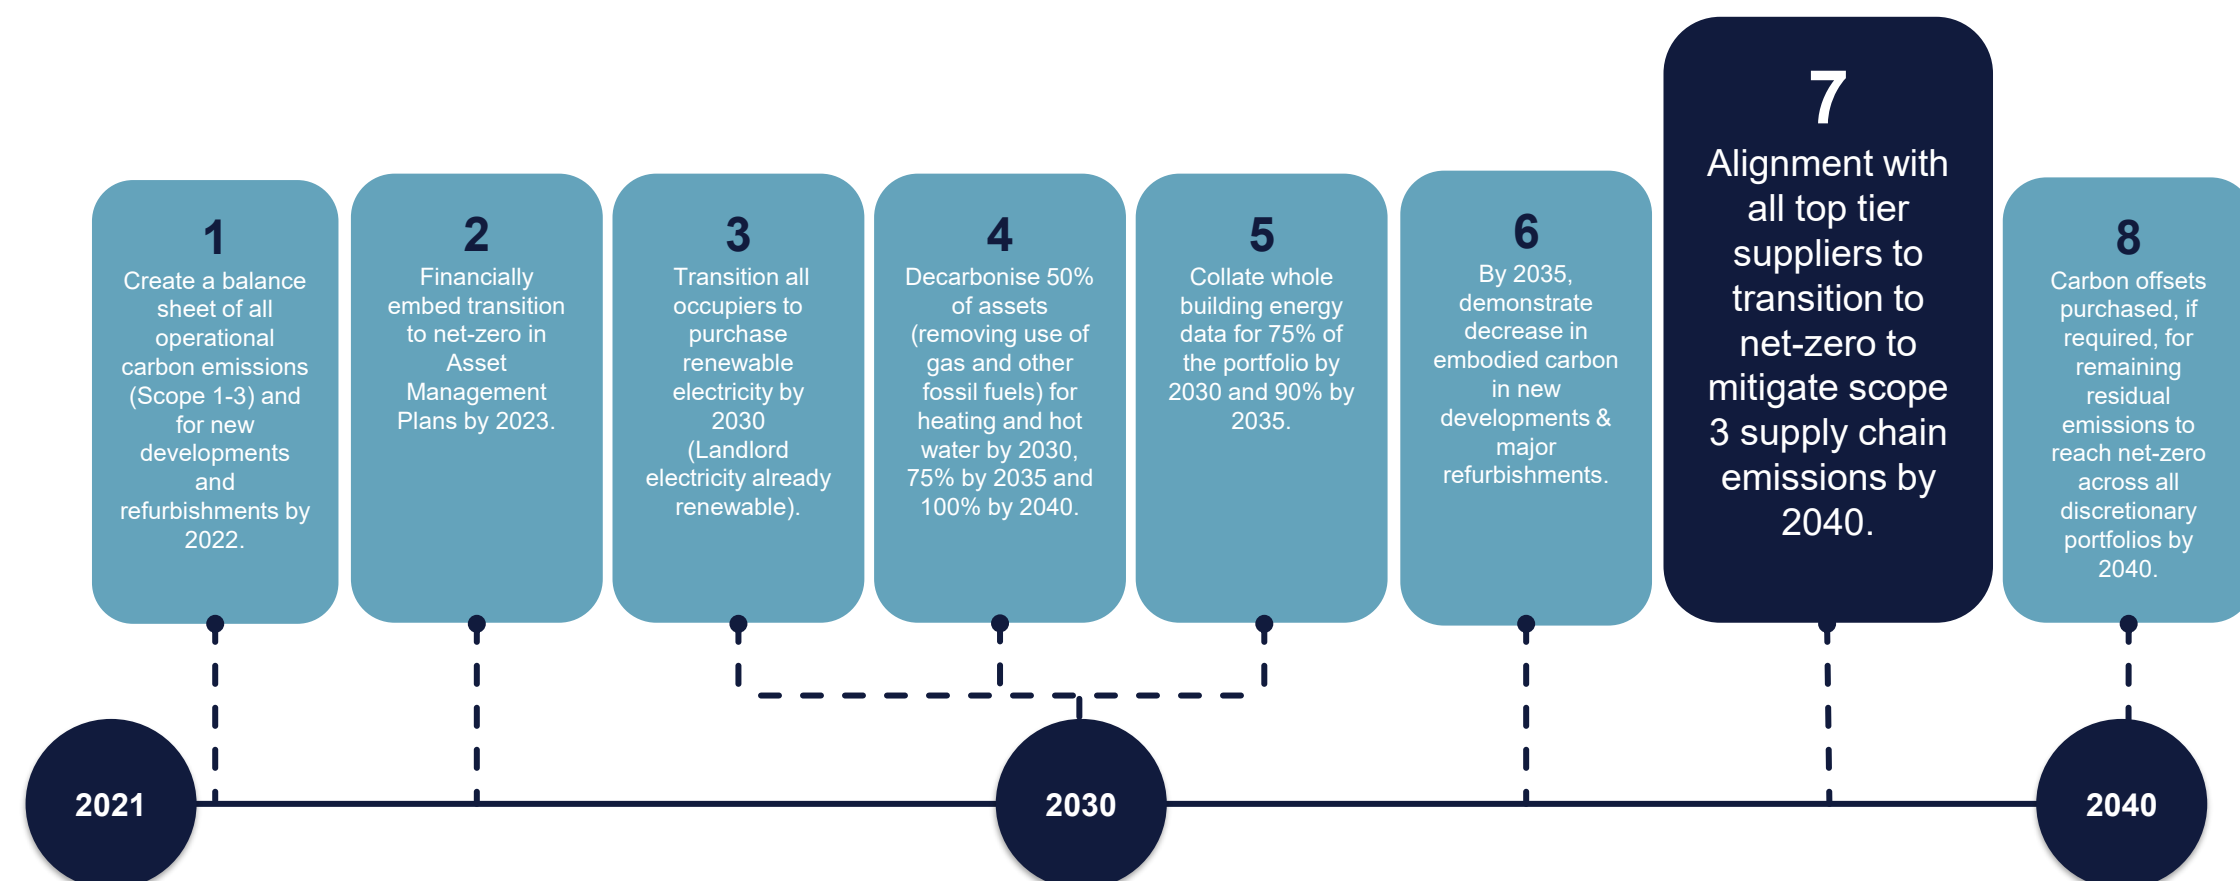 1
Create a balance
sheet of all
operational
carbon emissions
(Scope 1-3) and
for new
developments
and
refurbishments by
2022.
2
Financially
embed transition
to net-zero in
Asset
Management
Plans by 2023.
3
Transition all
occupiers to
purchase
renewable
electricity by
2030
(Landlord
electricity already
renewable).
4
Decarbonise 50%
of assets
(removing use of
gas and other
fossil fuels) for
heating and hot
water by 2030,
75% by 2035 and
100% by 2040.
5
Collate whole
building energy
data for 75% of
the portfolio by
2030 and 90% by
2035.
6
By 2035,
demonstrate
decrease in
embodied carbon
in new
developments &
major
refurbishments.
7
Alignment with
all top tier
suppliers to
transition to
net-zero to
mitigate scope
3 supply chain
emissions by
2040.
8
Carbon offsets
purchased, if
required, for
remaining
residual
emissions to
reach net-zero
across all
discretionary
portfolios by
2040.
2021
2030
2040